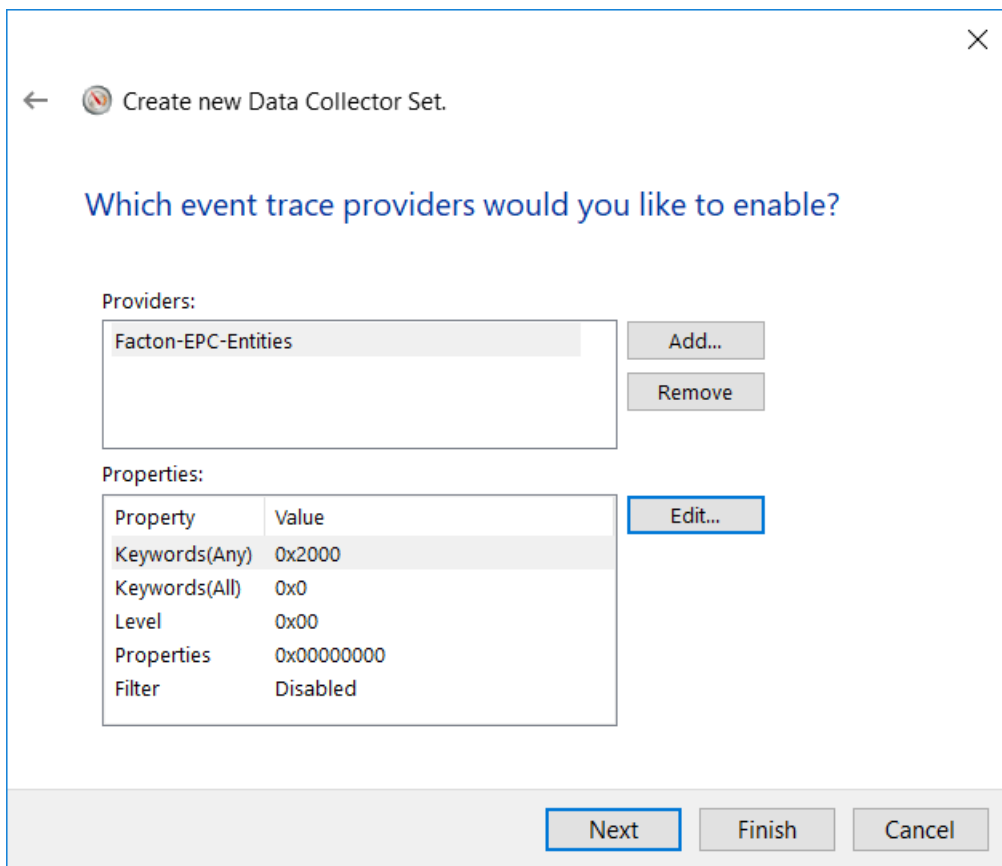 Create new Data Collector Set.
Which event trace providers would you like to enable?
Providers:
Facton-EPC-Entities
Add...
Remove
Properties:
Property Value
Edit...
Keywords(Any) 0x2000
Keywords(All) 0x0
Level 0x00
Properties 0x00000000
Filter Disabled
Next Finish Cancel